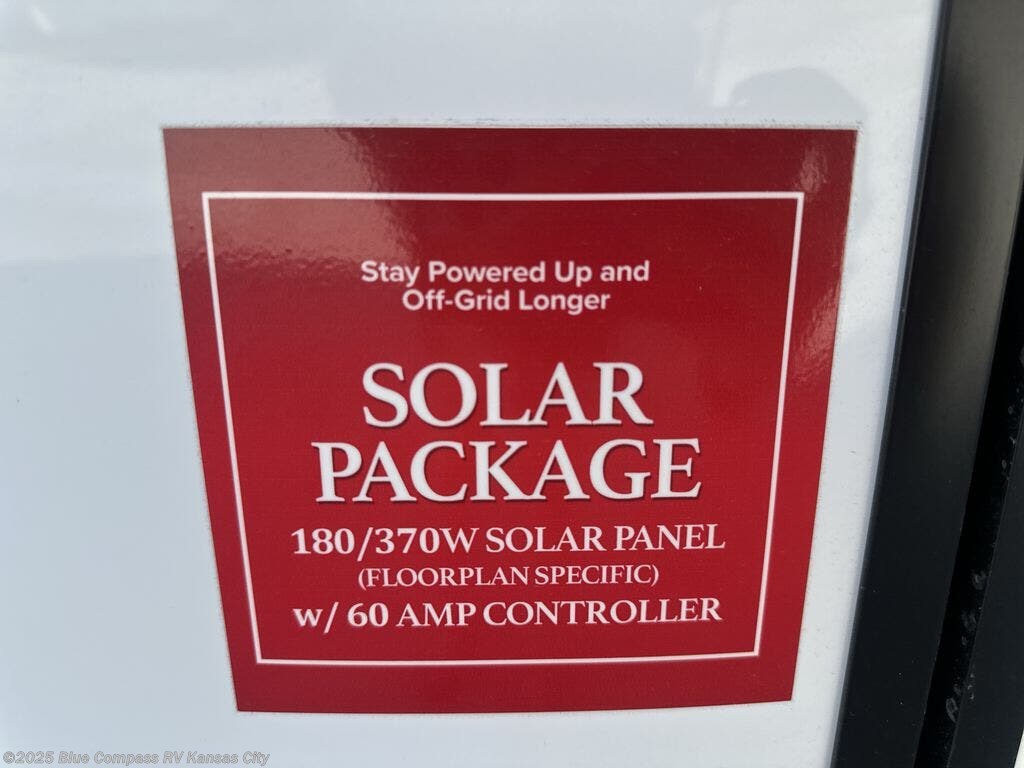 Stay Powered Up and
Off-Grid Longer
SOLAR
PACKAGE
180/370W SOLAR PANEL
(FLOORPLAN SPECIFIC)
w/ 60 AMP CONTROLLER
©2025 Blue Compass RV Kansas City